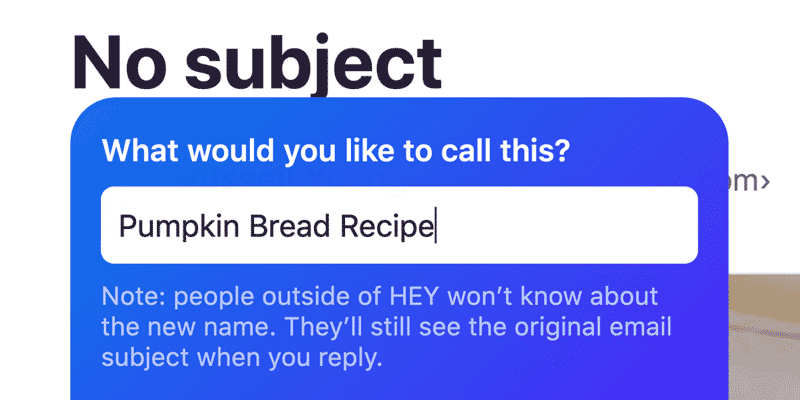 No subject
What would you like to call this?
om›
Pumpkin Bread Recipe
Note: people outside of HEY won’t know about
the new name. They’ll still see the original email
subject when you reply.